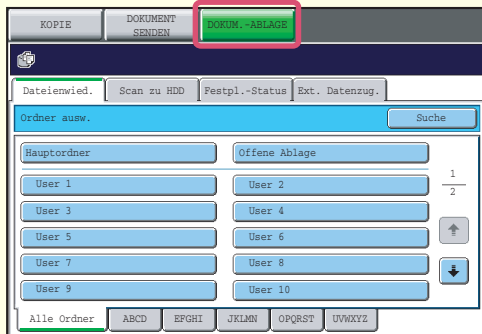 KOPIE
DOKUMENT
SENDEN
DOKUM.-ABLAGE
Dateienwied.
Scan zu HDD
Festpl.-Status
Ext. Datenzug.
Ordner ausw.
Suche
Hauptordner
Offene Ablage
1
2
User 1
User 2
User 3
User 4
User 5
User 6
User 7
User 8
User 9
User 10
Alle Ordner
ABCD
EFGHI
JKLMN
OPQRST
UVWXYZ